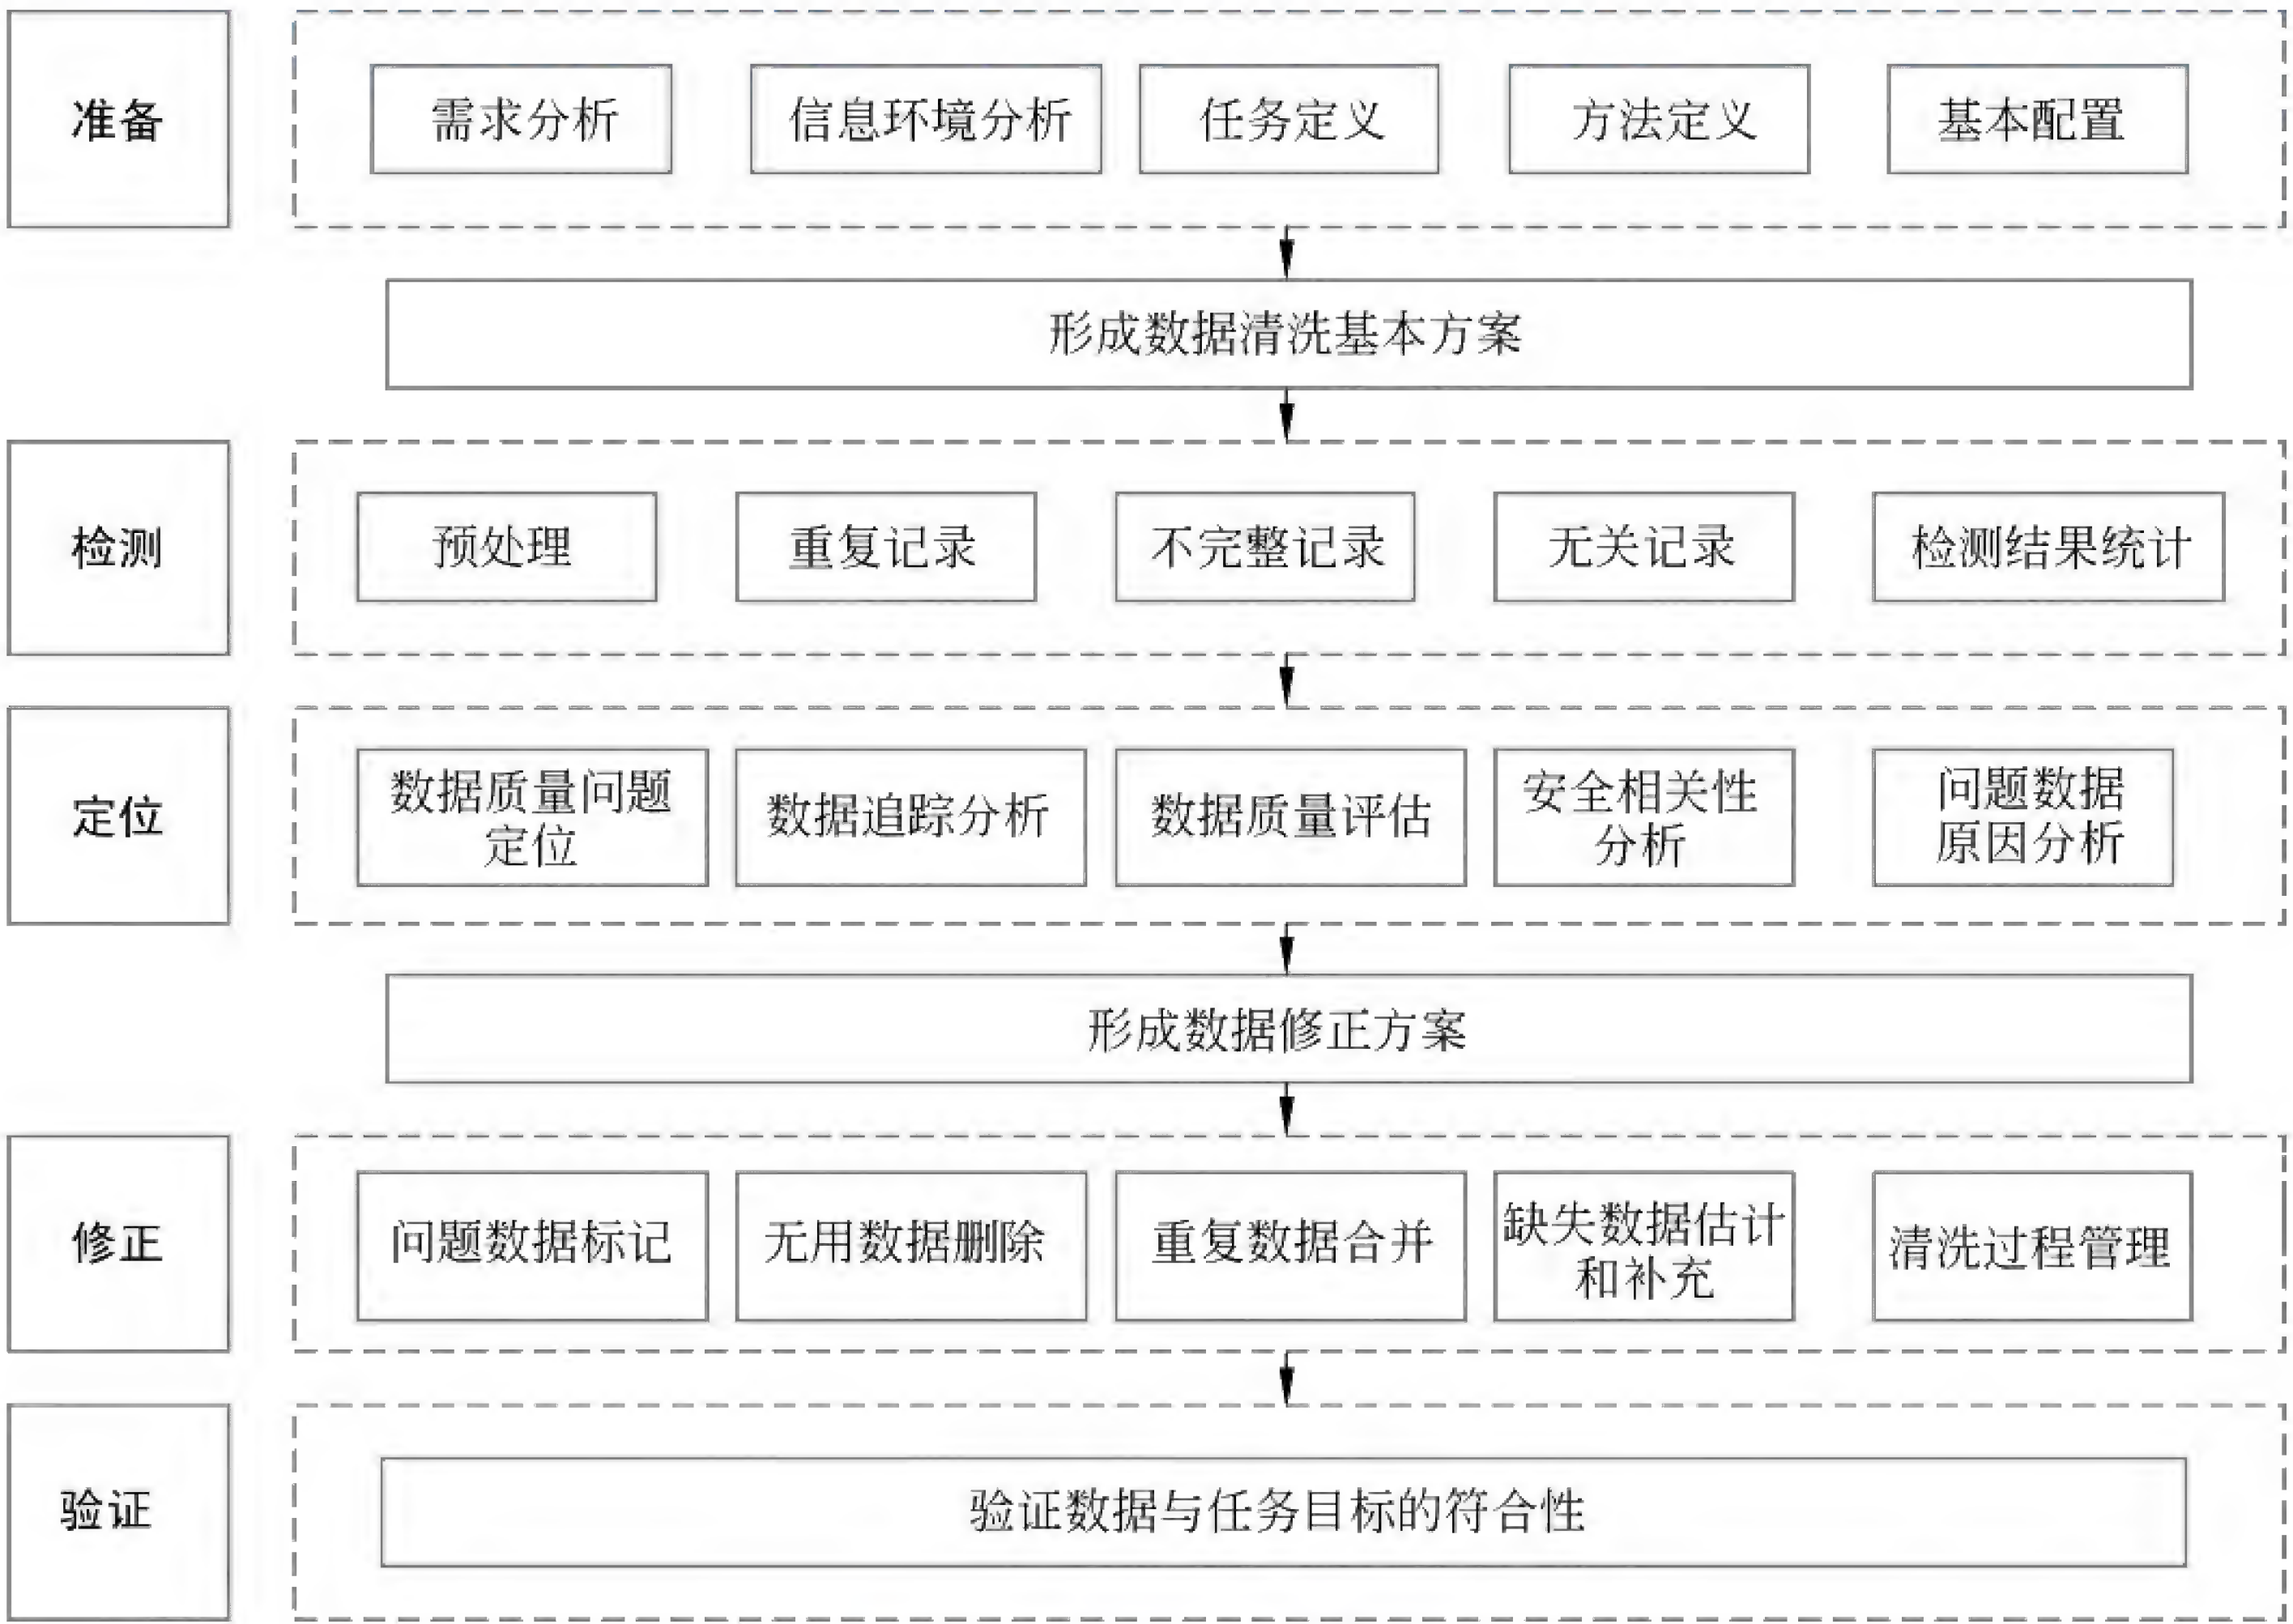 准备
需求分析
信息环境分析
任务定义
方法定义
基本配置
形成数据清洗基本方案
检测
预处理
重复记录
不完整记录
无关记录
检测结果统计
定位
数据质量问题
定位
数据追踪分析
数据质量评估
安全相关性
分析
问题数据
原因分析
形成数据修正方案
修正
问题数据标记
无用数据删除
重复数据合并
缺失数据估计
和补充
清洗过程管理
验证
验证数据与任务目标的符合性